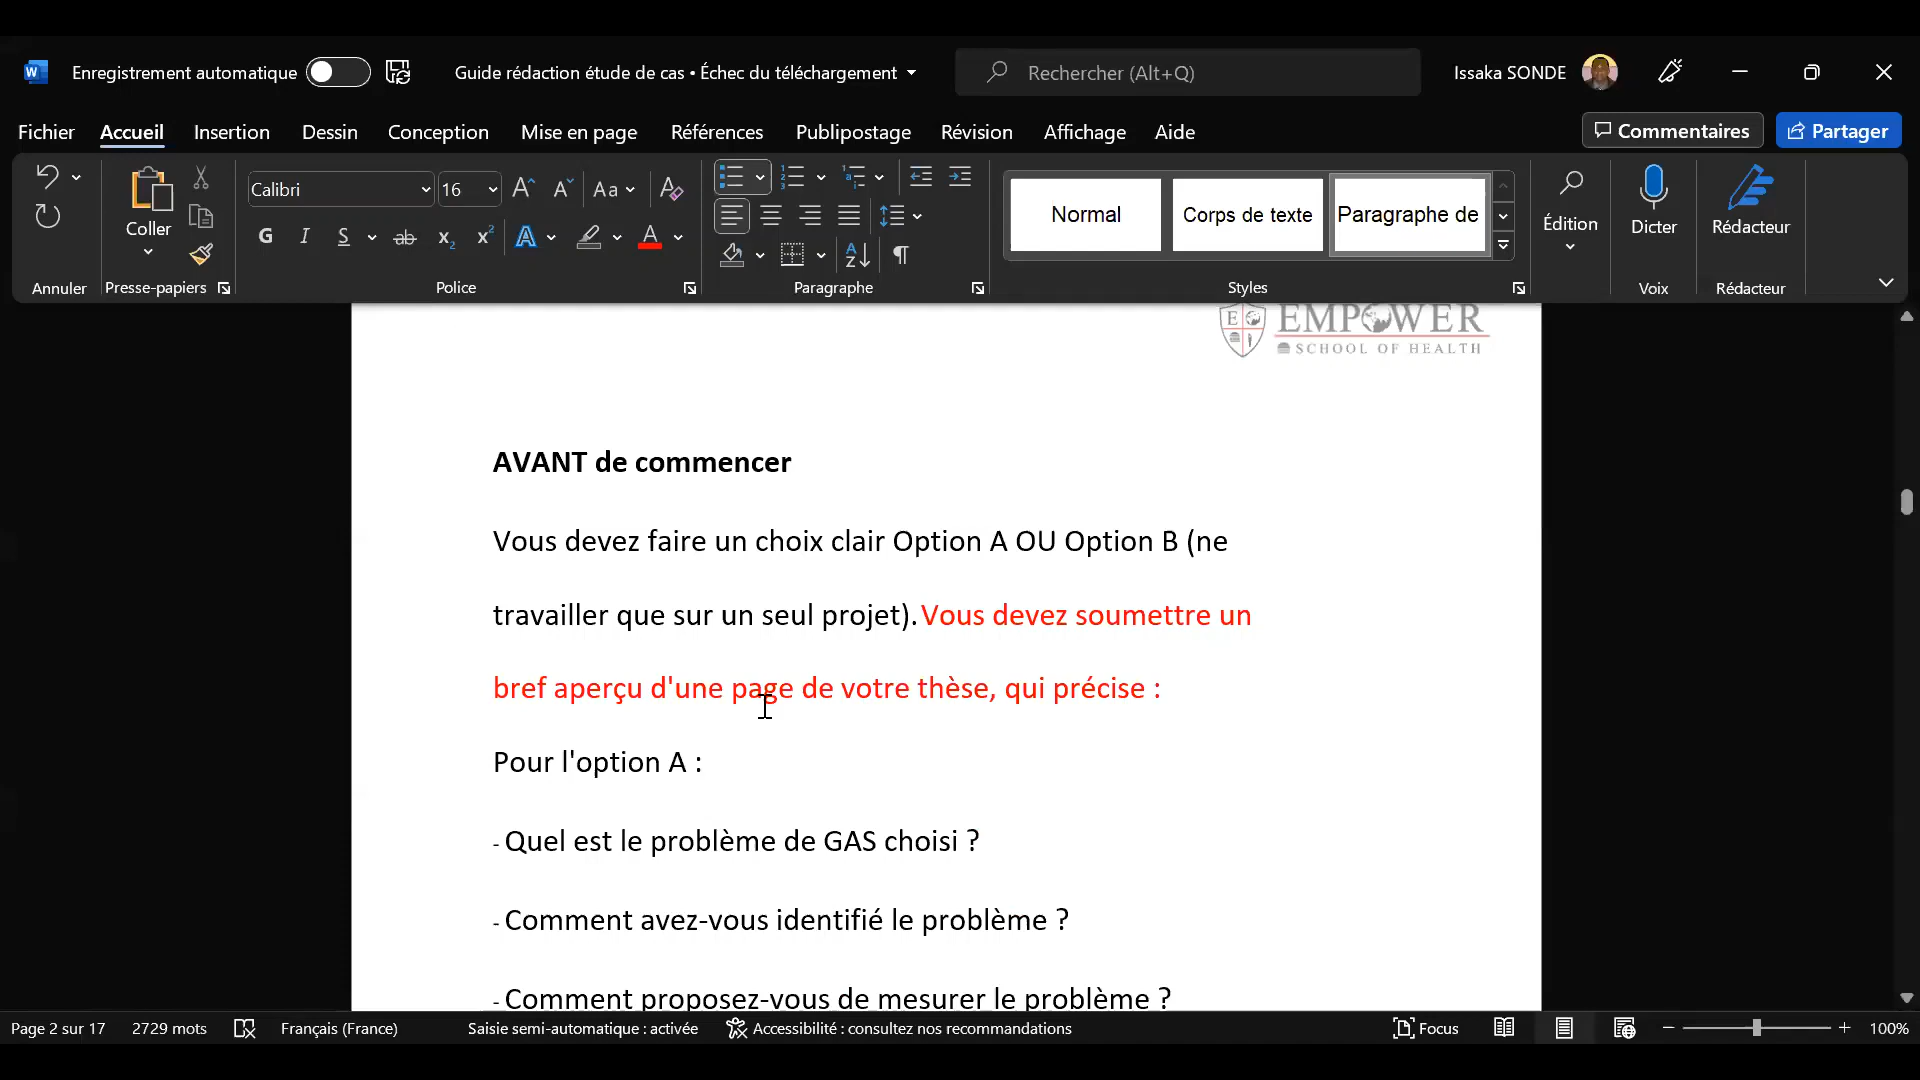 Enregistrement automatique
Guide rédaction étude de cas • Échec du téléchargement
Rechercher (Alt+Q)
Issaka SONDE
Fichier Accueil Insertion Dessin Conception Mise en page Références Publipostage Révision Affichage Aide
Commentaires Partager
Coller
Calibri 16
Normal Corps de texte Paragraphe de
Édition Dicter Rédacteur
Annuler Presse-papiers Police Paragraphe Styles Voix Rédacteur
EMPOWER
SCHOOL OF HEALTH
AVANT de commencer
Vous devez faire un choix clair Option A OU Option B (ne
travailler que sur un seul projet). Vous devez soumettre un
bref aperçu d'une page de votre thèse, qui précise :
Pour l'option A :
- Quel est le problème de GAS choisi ?
- Comment avez-vous identifié le problème ?
- Comment proposez-vous de mesurer le problème ?
Page 2 sur 17 2729 mots Français (France) Saisie semi-automatique : activée Accessibilité : consultez nos recommandations Focus 100%